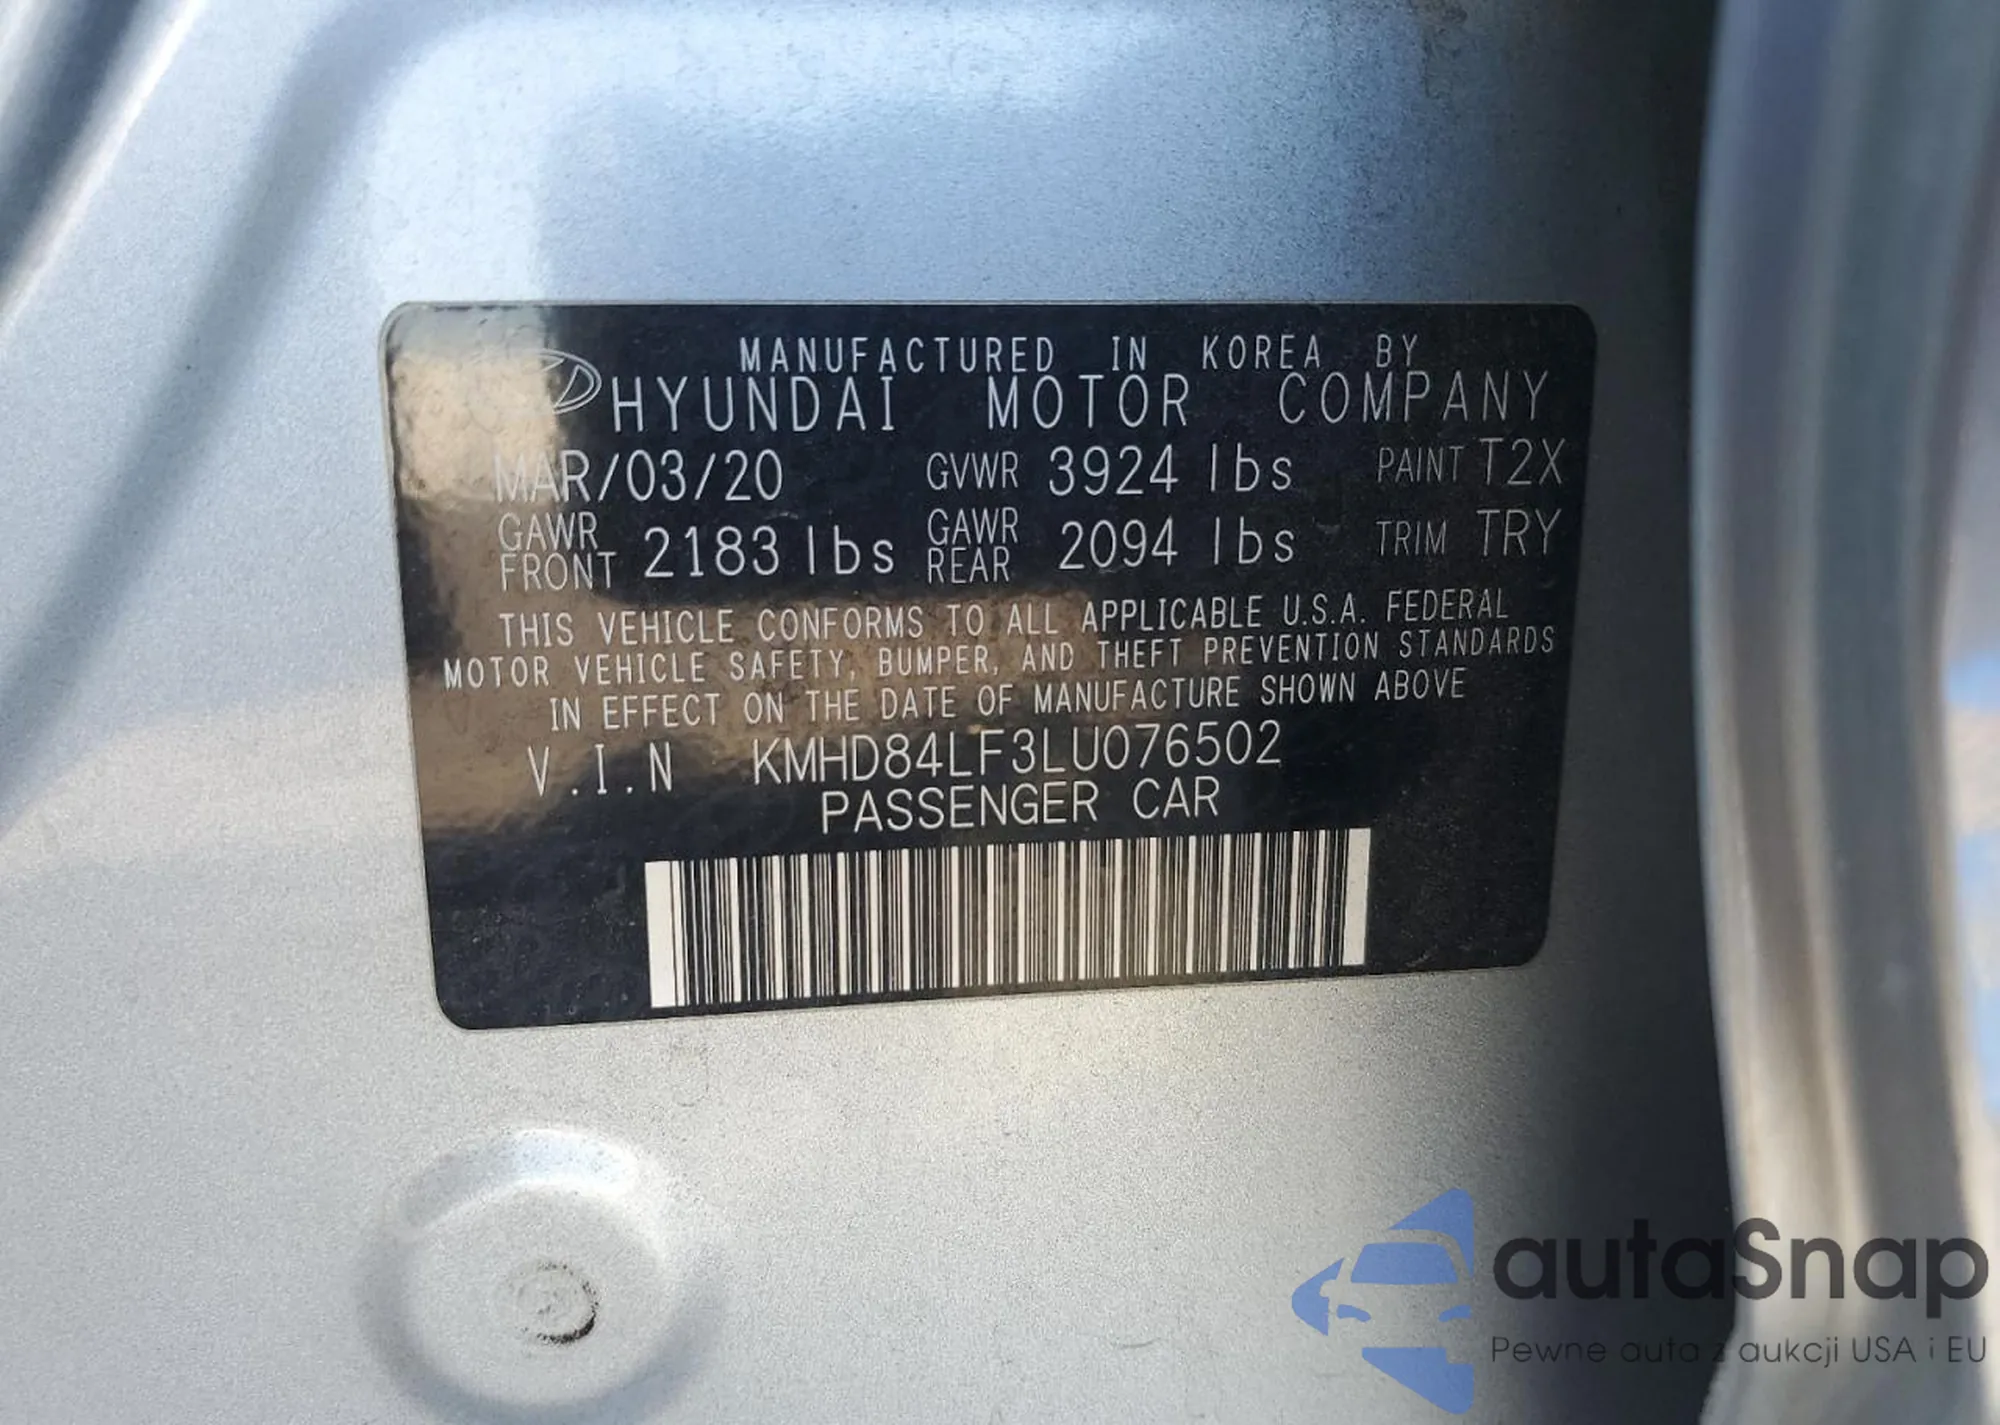 MANUFACTURED IN KOREA BY
HYUNDAI MOTOR COMPANY
MAR/03/20 GVWR 3924 lbs PAINT T2X
GAWR FRONT 2183 lbs GAWR REAR 2094 lbs TRIM TRY
THIS VEHICLE CONFORMS TO ALL APPLICABLE U.S.A. FEDERAL
MOTOR VEHICLE SAFETY, BUMPER, AND THEFT PREVENTION STANDARDS
IN EFFECT ON THE DATE OF MANUFACTURE SHOWN ABOVE
V.I.N KMHD84LF3LU076502
PASSENGER CAR
autaSnap
Pewne auta z aukcji USA i EU